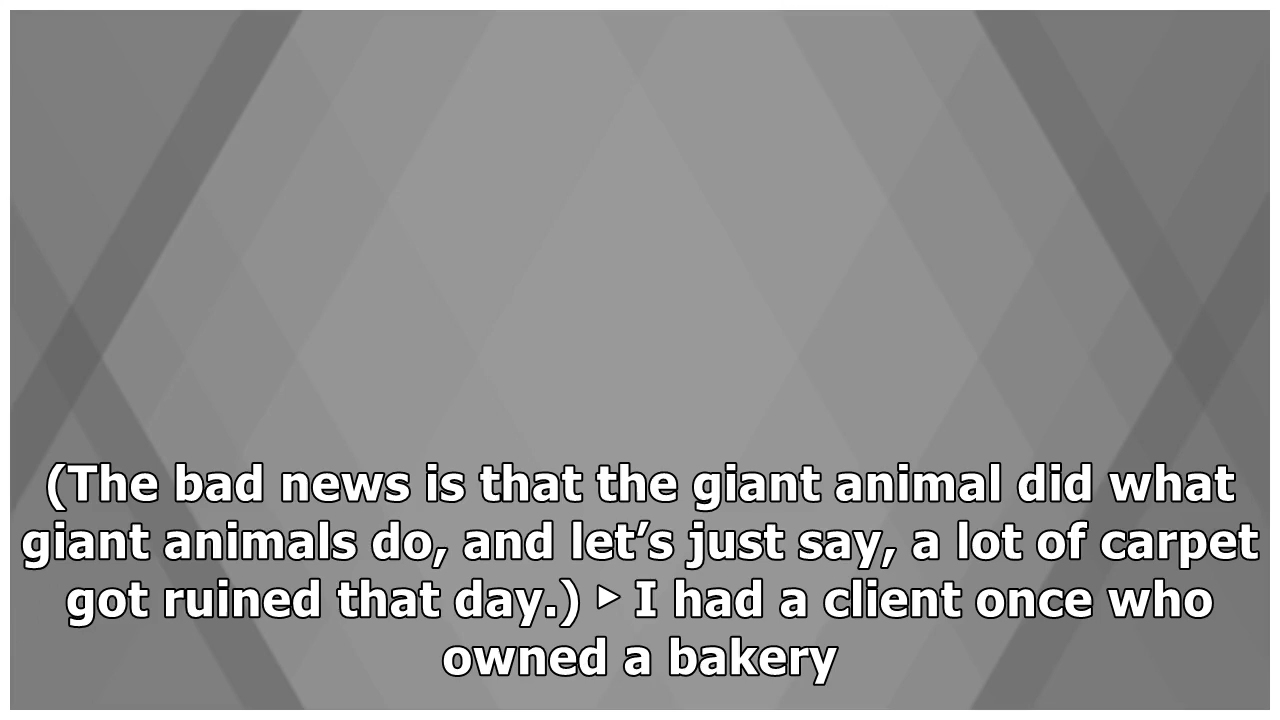 (The bad news is that the giant animal did what
giant animals do, and let’s just say, a lot of carpet
got ruined that day.) ▸ I had a client once who
owned a bakery